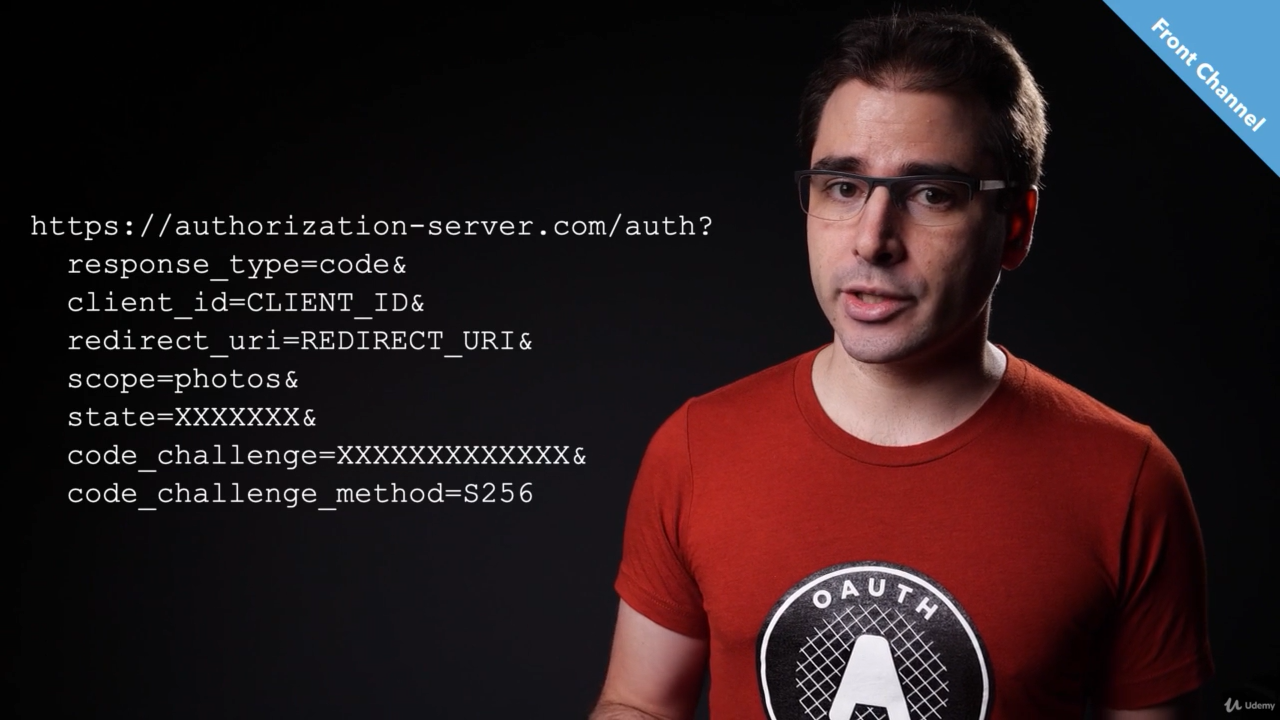 Front Channel
https://authorization-server.com/auth?
response_type=code&
client_id=CLIENT_ID&
redirect_uri=REDIRECT_URI&
scope=photos&
state=XXXXXXX&
code_challenge=XXXXXXXXXXXXX&
code_challenge_method=S256
OAUTH
A
Udemy